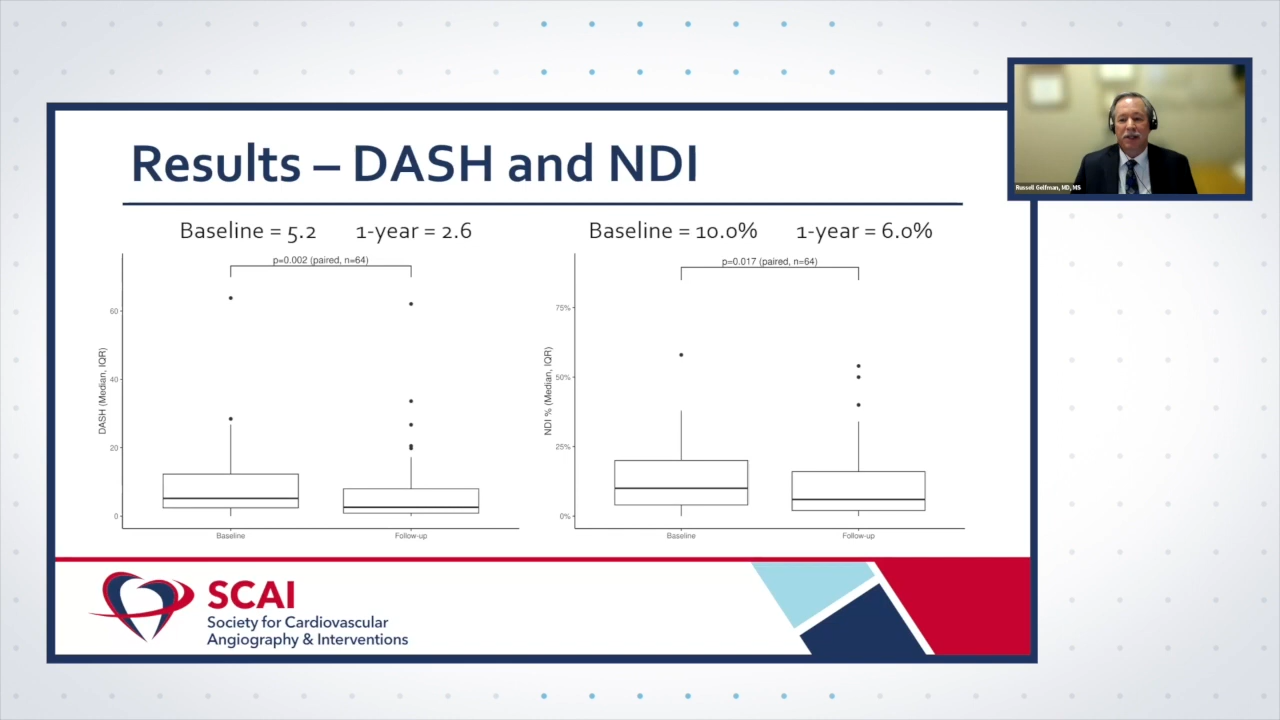 Results – DASH and NDI
Baseline = 5.2 1-year = 2.6
p=0.002 (paired, n=64)
DASH (Median, IQR)
60
40
20
0
Baseline Follow-up
Baseline = 10.0% 1-year = 6.0%
p=0.017 (paired, n=64)
NDI % (Median, IQR)
75%
50%
25%
0%
Baseline Follow-up
Russell Gelfman, MD, MS
SCAI
Society for Cardiovascular
Angiography & Interventions